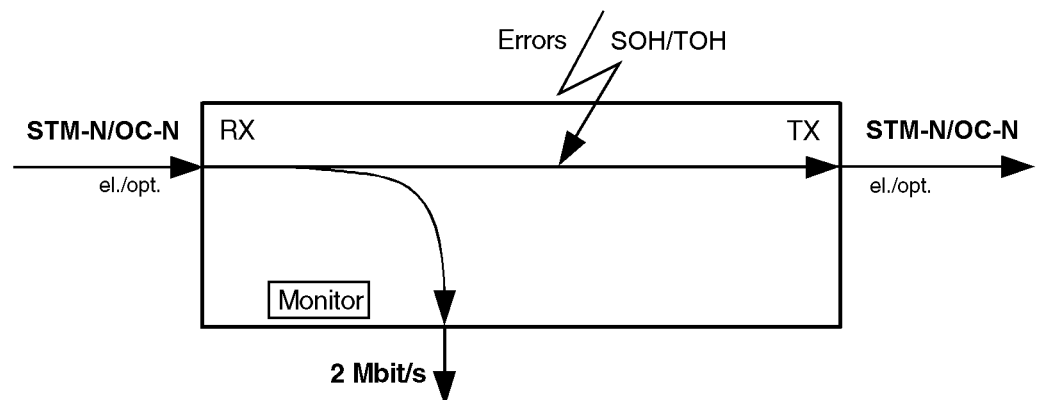 Errors SOH/TOH
STM-N/OC-N RX TX STM-N/OC-N
el./opt. el./opt.
Monitor
2 Mbit/s